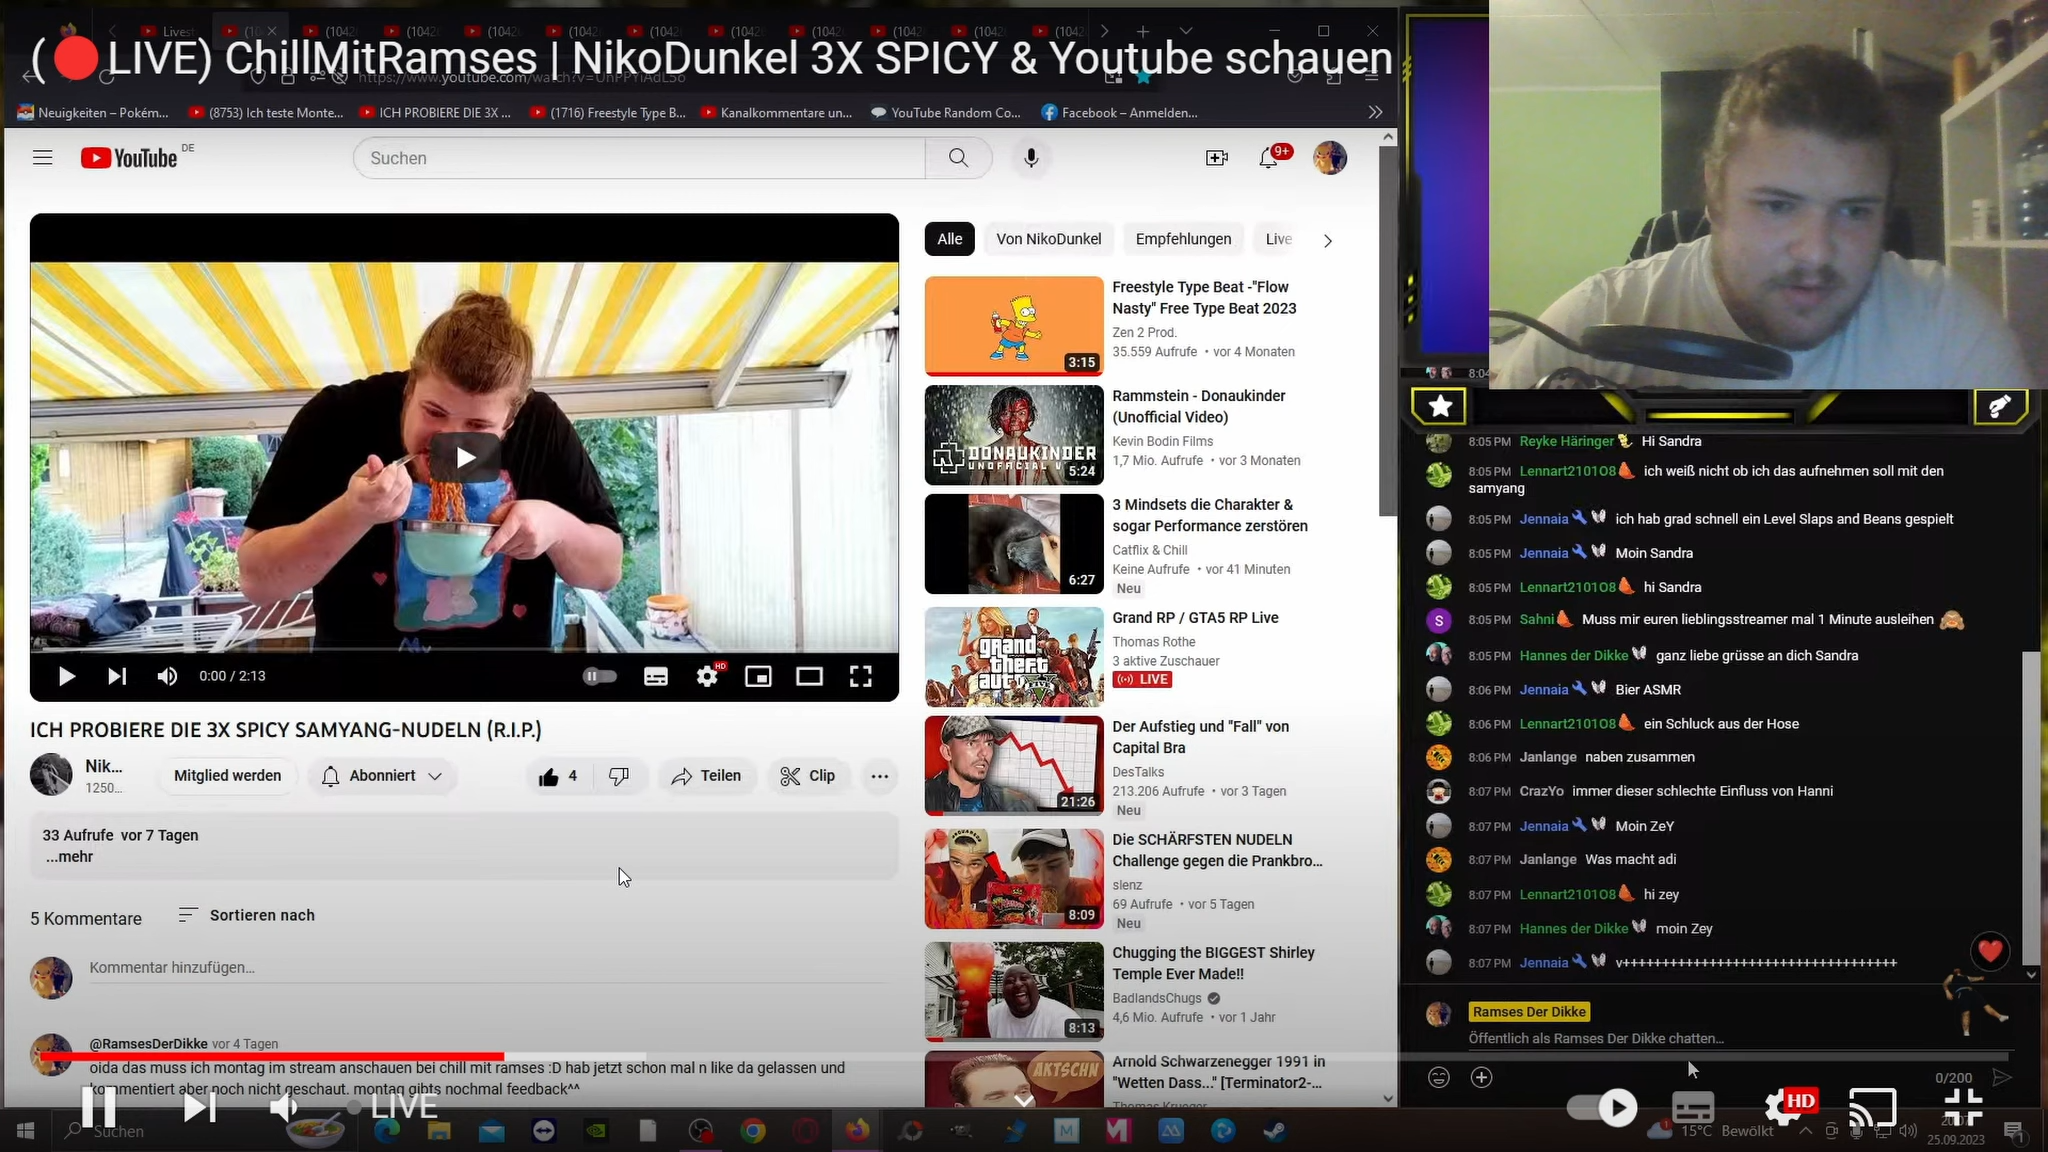 (🔴LIVE) ChillMitRamses | NikoDunkel 3X SPICY & Youtube schauen
Neuigkeiten – Pokém...
(8753) Ich teste Monte...
ICH PROBIERE DIE 3X ...
(1716) Freestyle Type B...
Kanalkommentare un...
YouTube Random Co...
Facebook – Anmelden...
YouTube DE
Suchen
9+
Alle
Von NikoDunkel
Empfehlungen
Live
0:00 / 2:13
HD
ICH PROBIERE DIE 3X SPICY SAMYANG-NUDELN (R.I.P.)
Nik...
1250...
Mitglied werden
Abonniert
4
Teilen
Clip
33 Aufrufe vor 7 Tagen
...mehr
5 Kommentare
Sortieren nach
Kommentar hinzufügen...
@RamsesDerDikke vor 4 Tagen
oida das muss ich montag im stream anschauen bei chill mit ramses :D hab jetzt schon mal n like da gelassen und
kommentiert aber noch nicht geschaut. montag gibts nochmal feedback^^
Freestyle Type Beat -"Flow
Nasty" Free Type Beat 2023
Zen 2 Prod.
35.559 Aufrufe • vor 4 Monaten
3:15
Rammstein - Donaukinder
(Unofficial Video)
Kevin Bodin Films
1,7 Mio. Aufrufe • vor 3 Monaten
DONAUKINDER
5:24
3 Mindsets die Charakter &
sogar Performance zerstören
Catflix & Chill
Keine Aufrufe • vor 41 Minuten
Neu
6:27
Grand RP / GTA5 RP Live
Thomas Rothe
3 aktive Zuschauer
LIVE
grand
theft
auto
Der Aufstieg und "Fall" von
Capital Bra
DesTalks
213.206 Aufrufe • vor 3 Tagen
Neu
21:26
Die SCHÄRFSTEN NUDELN
Challenge gegen die Prankbro...
slenz
69 Aufrufe • vor 5 Tagen
Neu
8:09
Chugging the BIGGEST Shirley
Temple Ever Made!!
BadlandsChugs
4,6 Mio. Aufrufe • vor 1 Jahr
8:13
Arnold Schwarzenegger 1991 in
"Wetten Dass..." [Terminator2-...
AKTSCHN
8:05 PM Reyke Häringer Hi Sandra
8:05 PM Lennart210108 ich weiß nicht ob ich das aufnehmen soll mit den
samyang
8:05 PM Jennaia ich hab grad schnell ein Level Slaps and Beans gespielt
8:05 PM Jennaia Moin Sandra
8:05 PM Lennart210108 hi Sandra
S
8:05 PM Sahni Muss mir euren lieblingsstreamer mal 1 Minute ausleihen
8:05 PM Hannes der Dikke ganz liebe grüsse an dich Sandra
8:06 PM Jennaia Bier ASMR
8:06 PM Lennart210108 ein Schluck aus der Hose
8:06 PM Janlange naben zusammen
8:07 PM CrazYo immer dieser schlechte Einfluss von Hanni
8:07 PM Jennaia Moin ZeY
8:07 PM Janlange Was macht adi
8:07 PM Lennart210108 hi zey
8:07 PM Hannes der Dikke moin Zey
8:07 PM Jennaia v++++++++++++++++++++++++++++++++++
Ramses Der Dikke
Öffentlich als Ramses Der Dikke chatten...
0/200
LIVE
HD
Suchen
15°C Bewölkt
25.09.2023